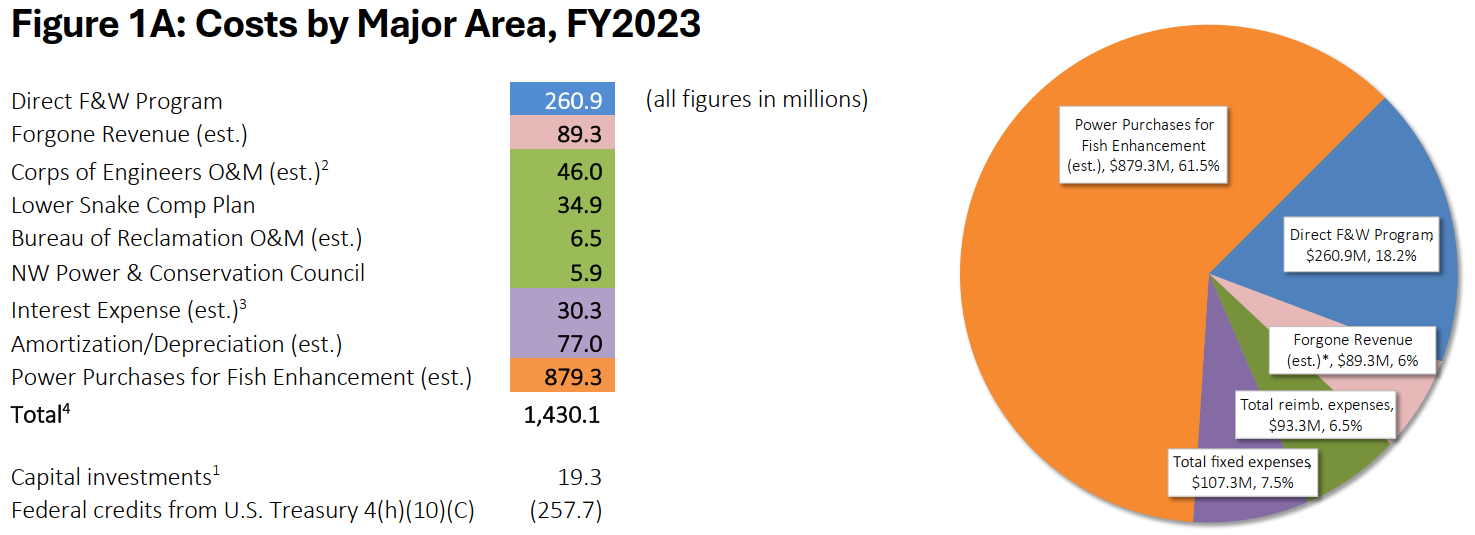 Figure 1A: Costs by Major Area, FY2023
Direct F&W Program 260.9 (all figures in millions)
Forgone Revenue (est.) 89.3
Corps of Engineers O&M (est.)² 46.0
Lower Snake Comp Plan 34.9
Bureau of Reclamation O&M (est.) 6.5
NW Power & Conservation Council 5.9
Interest Expense (est.)³ 30.3
Amortization/Depreciation (est.) 77.0
Power Purchases for Fish Enhancement (est.) 879.3
Total⁴ 1,430.1
Capital investments¹ 19.3
Federal credits from U.S. Treasury 4(h)(10)(C) (257.7)
Power Purchases for
Fish Enhancement
(est.), $879.3M, 61.5%
Direct F&W Program,
$260.9M, 18.2%
Forgone Revenue
(est.)*, $89.3M, 6%
Total reimb. expenses,
$93.3M, 6.5%
Total fixed expenses,
$107.3M, 7.5%